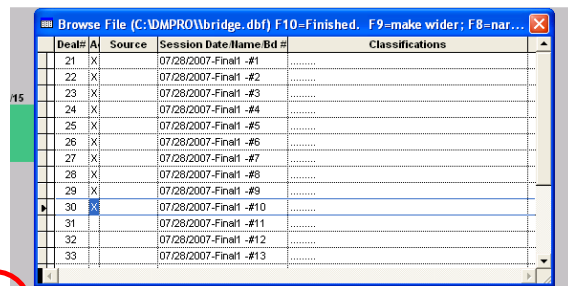 Browse File (C:\DMPRO\\bridge.dbf) F10=Finished. F9=make wider; F8=nar...
Deal# A Source Session Date/Name/Bd # Classifications
21 X 07/28/2007-Final1 -#1 .........
22 X 07/28/2007-Final1 -#2 .........
/15
23 X 07/28/2007-Final1 -#3 .........
24 X 07/28/2007-Final1 -#4 .........
25 X 07/28/2007-Final1 -#5 .........
26 X 07/28/2007-Final1 -#6 .........
27 X 07/28/2007-Final1 -#7 .........
28 X 07/28/2007-Final1 -#8 .........
29 X 07/28/2007-Final1 -#9 .........
30 X 07/28/2007-Final1 -#10 .........
31 07/28/2007-Final1 -#11 .........
32 07/28/2007-Final1 -#12 .........
33 07/28/2007-Final1 -#13 .........